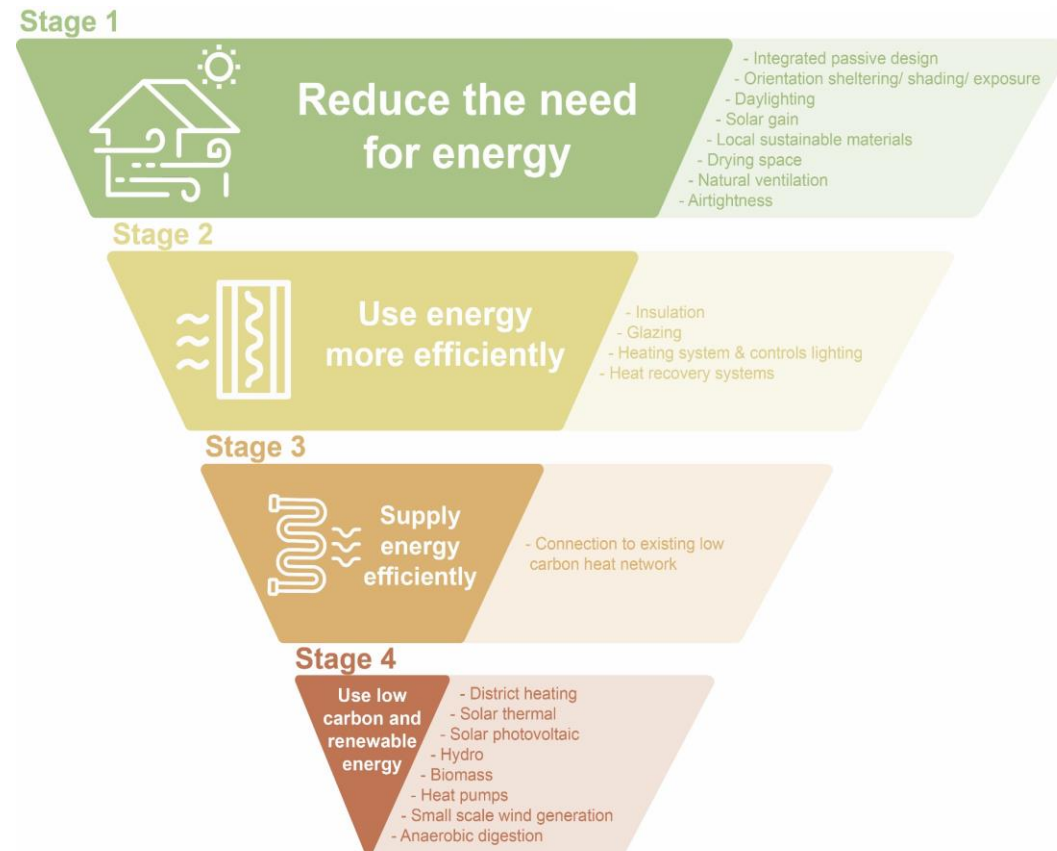 Stage 1
Reduce the need
for energy
- Integrated passive design
- Orientation sheltering/ shading/ exposure
- Daylighting
- Solar gain
- Local sustainable materials
- Drying space
- Natural ventilation
- Airtightness
Stage 2
Use energy
more efficiently
- Insulation
- Glazing
- Heating system & controls lighting
- Heat recovery systems
Stage 3
Supply
energy
efficiently
- Connection to existing low
carbon heat network
Stage 4
Use low
carbon and
renewable
energy
- District heating
- Solar thermal
- Solar photovoltaic
- Hydro
- Biomass
- Heat pumps
- Small scale wind generation
- Anaerobic digestion